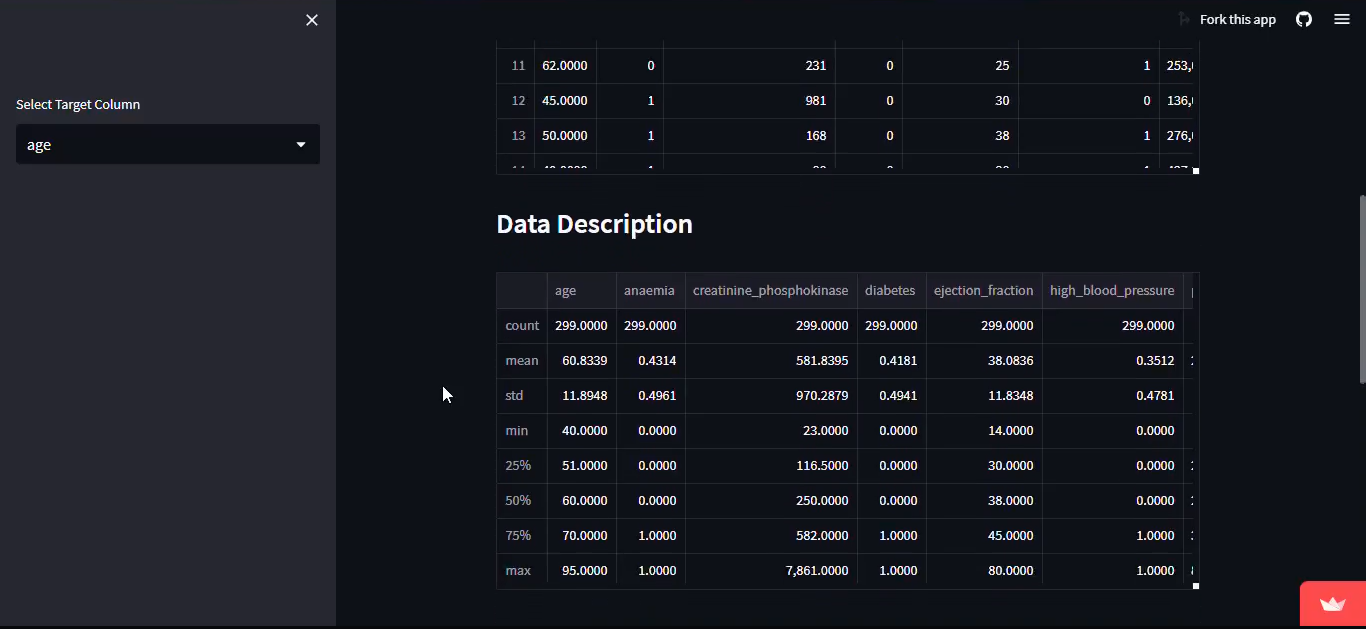 Fork this app
Select Target Column
age
11 62.0000 0 231 0 25 1 253,
12 45.0000 1 981 0 30 0 136,
13 50.0000 1 168 0 38 1 276,
Data Description
age anaemia creatinine_phosphokinase diabetes ejection_fraction high_blood_pressure
count 299.0000 299.0000 299.0000 299.0000 299.0000 299.0000
mean 60.8339 0.4314 581.8395 0.4181 38.0836 0.3512
std 11.8948 0.4961 970.2879 0.4941 11.8348 0.4781
min 40.0000 0.0000 23.0000 0.0000 14.0000 0.0000
25% 51.0000 0.0000 116.5000 0.0000 30.0000 0.0000
50% 60.0000 0.0000 250.0000 0.0000 38.0000 0.0000
75% 70.0000 1.0000 582.0000 1.0000 45.0000 1.0000
max 95.0000 1.0000 7,861.0000 1.0000 80.0000 1.0000